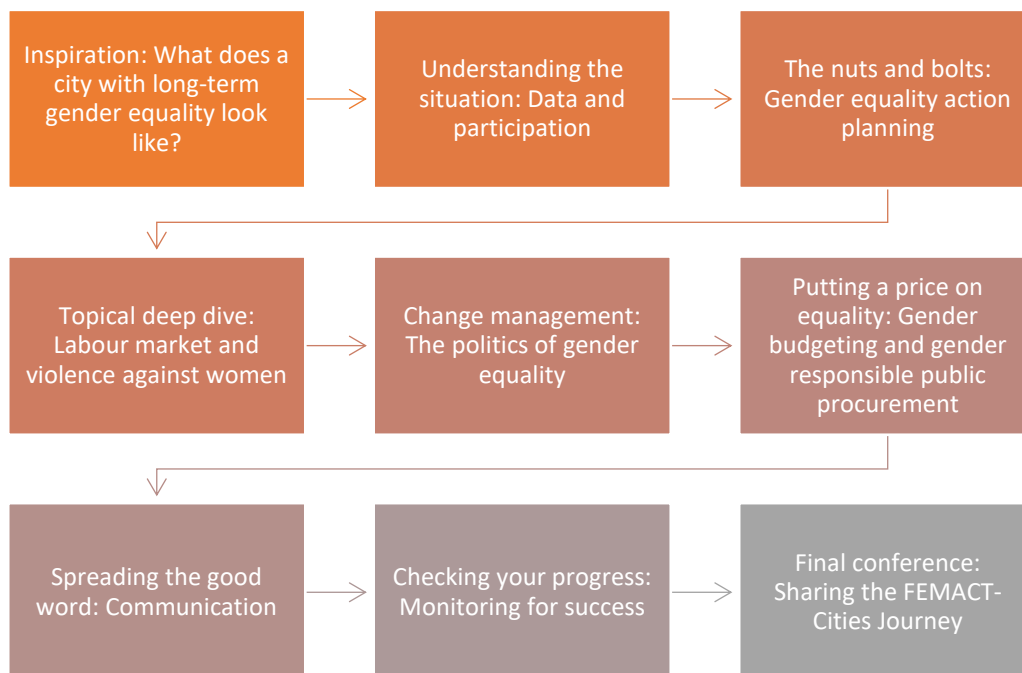 Inspiration: What does a
city with long-term
gender equality look
like?
Understanding the
situation: Data and
participation
The nuts and bolts:
Gender equality action
planning
Topical deep dive:
Labour market and
violence against women
Change management:
The politics of gender
equality
Putting a price on
equality: Gender
budgeting and gender
responsible public
procurement
Spreading the good
word: Communication
Checking your progress:
Monitoring for success
Final conference:
Sharing the FEMACT-
Cities Journey